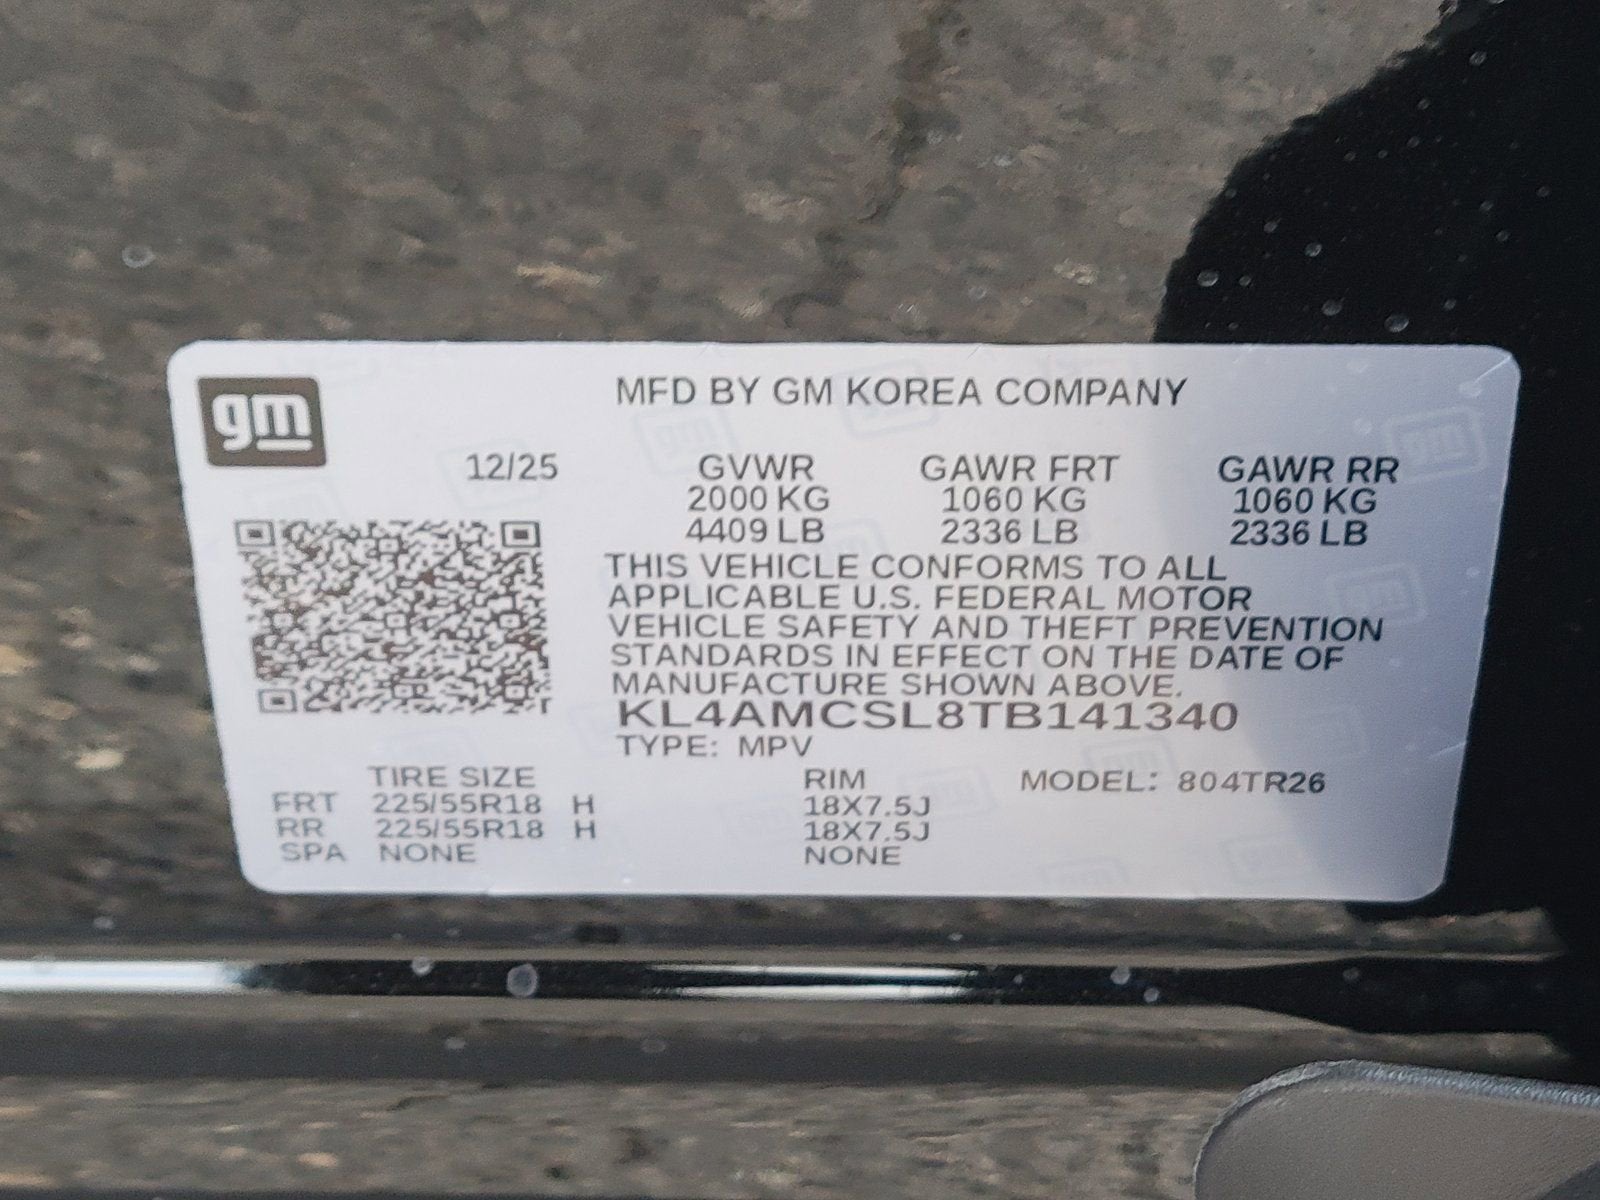 gm
MFD BY GM KOREA COMPANY
12/25 GVWR GAWR FRT GAWR RR
2000 KG 1060 KG 1060 KG
4409 LB 2336 LB 2336 LB
THIS VEHICLE CONFORMS TO ALL
APPLICABLE U.S. FEDERAL MOTOR
VEHICLE SAFETY AND THEFT PREVENTION
STANDARDS IN EFFECT ON THE DATE OF
MANUFACTURE SHOWN ABOVE.
KL4AMCSL8TB141340
TYPE: MPV
TIRE SIZE RIM MODEL: 804TR26
FRT 225/55R18 H 18X7.5J
RR 225/55R18 H 18X7.5J
SPA NONE NONE